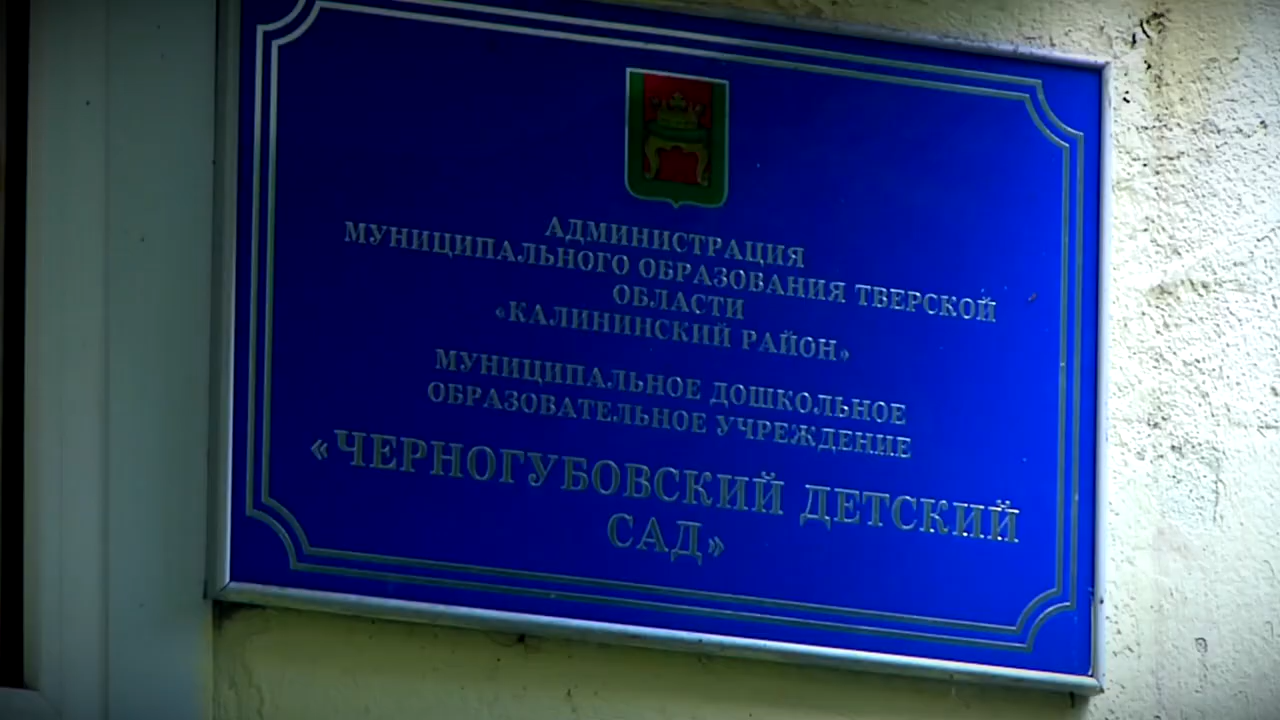 АДМИНИСТРАЦИЯ
МУНИЦИПАЛЬНОГО ОБРАЗОВАНИЯ ТВЕРСКОЙ
ОБЛАСТИ
«КАЛИНИНСКИЙ РАЙОН»
МУНИЦИПАЛЬНОЕ ДОШКОЛЬНОЕ
ОБРАЗОВАТЕЛЬНОЕ УЧРЕЖДЕНИЕ
«ЧЕРНОГУБОВСКИЙ ДЕТСКИЙ
САД»